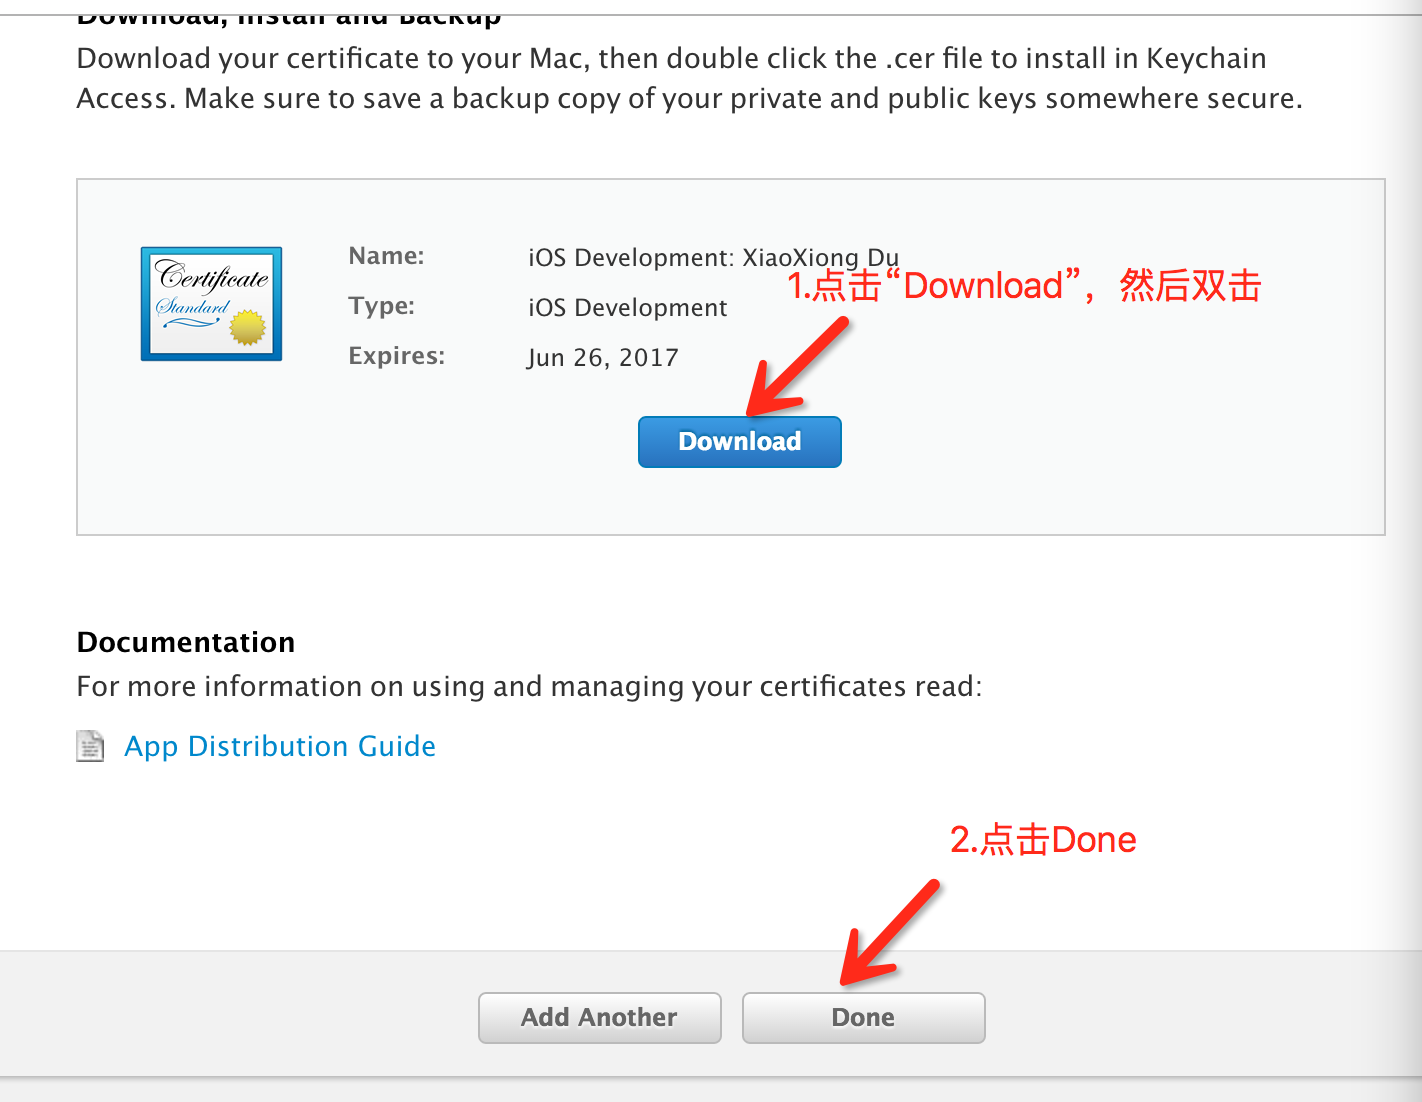 Download, Install and Backup
Download your certificate to your Mac, then double click the .cer file to install in Keychain
Access. Make sure to save a backup copy of your private and public keys somewhere secure.
Certificate
Standard
Name:
iOS Development: XiaoXiong Du
1.点击“Download”，然后双击
Type:
iOS Development
Expires:
Jun 26, 2017
Download
Documentation
For more information on using and managing your certificates read:
App Distribution Guide
2.点击Done
Add Another
Done